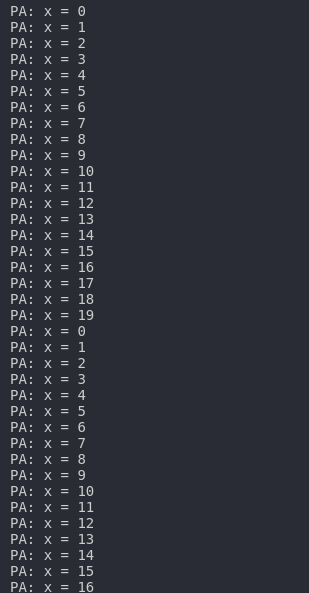 PA: x = 0
PA: x = 1
PA: x = 2
PA: x = 3
PA: x = 4
PA: x = 5
PA: x = 6
PA: x = 7
PA: x = 8
PA: x = 9
PA: x = 10
PA: x = 11
PA: x = 12
PA: x = 13
PA: x = 14
PA: x = 15
PA: x = 16
PA: x = 17
PA: x = 18
PA: x = 19
PA: x = 0
PA: x = 1
PA: x = 2
PA: x = 3
PA: x = 4
PA: x = 5
PA: x = 6
PA: x = 7
PA: x = 8
PA: x = 9
PA: x = 10
PA: x = 11
PA: x = 12
PA: x = 13
PA: x = 14
PA: x = 15
PA: x = 16